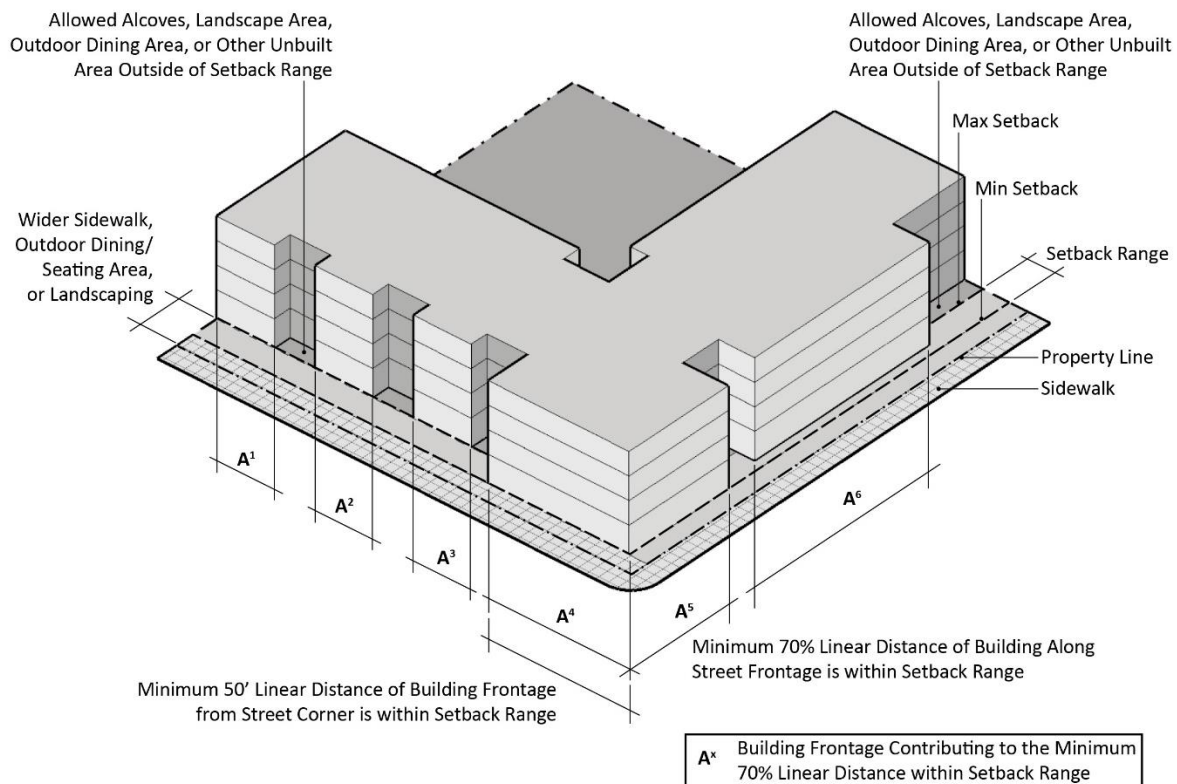 Allowed Alcoves, Landscape Area,
Outdoor Dining Area, or Other Unbuilt
Area Outside of Setback Range
Allowed Alcoves, Landscape Area,
Outdoor Dining Area, or Other Unbuilt
Area Outside of Setback Range
Max Setback
Min Setback
Setback Range
Wider Sidewalk,
Outdoor Dining/
Seating Area,
or Landscaping
Property Line
Sidewalk
A¹
A²
A³
A⁴
A⁵
A⁶
Minimum 70% Linear Distance of Building Along
Street Frontage is within Setback Range
Minimum 50’ Linear Distance of Building Frontage
from Street Corner is within Setback Range
Aˣ Building Frontage Contributing to the Minimum
70% Linear Distance within Setback Range